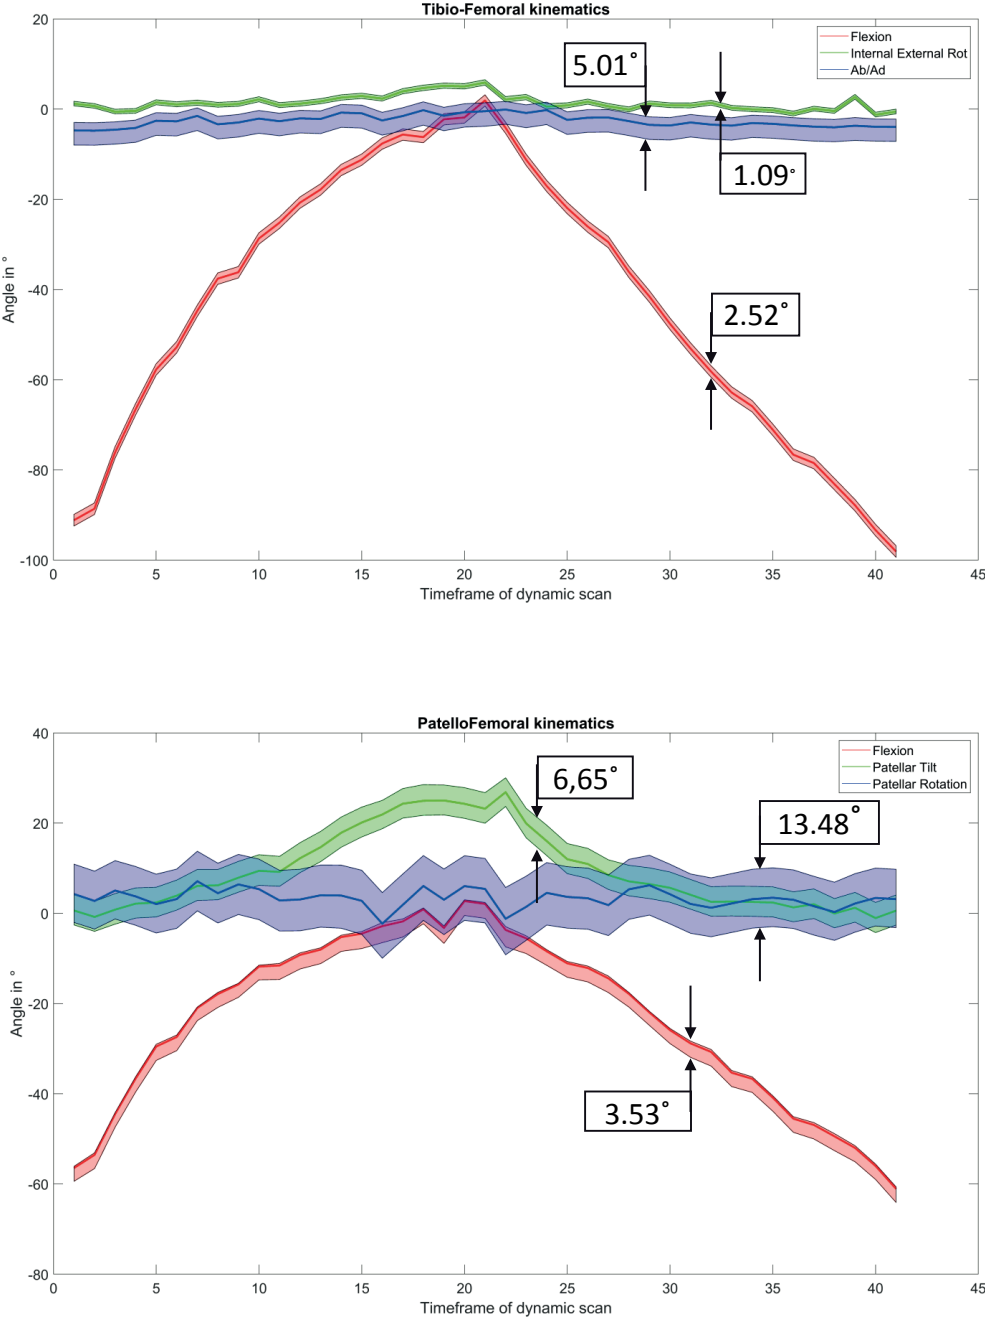 Tibio-Femoral kinematics
20
0
-20
-40
-60
-80
-100
Angle in °
Flexion
Internal External Rot
Ab/Ad
5.01°
1.09°
2.52°
0 5 10 15 20 25 30 35 40 45
Timeframe of dynamic scan
PatelloFemoral kinematics
40
20
0
-20
-40
-60
-80
Angle in °
Flexion
Patellar Tilt
Patellar Rotation
6,65°
13.48°
3.53°
0 5 10 15 20 25 30 35 40 45
Timeframe of dynamic scan